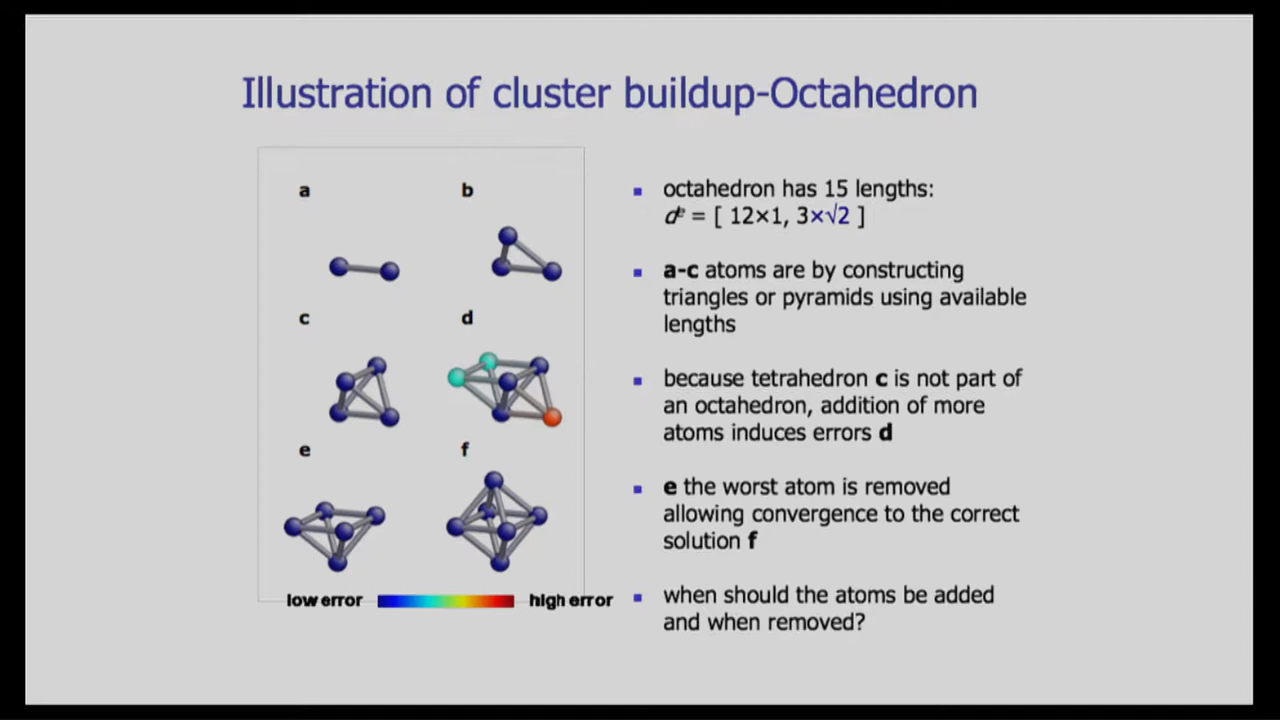 Illustration of cluster buildup-Octahedron
a
b
c
d
e
f
low error
high error
octahedron has 15 lengths:
dᵉ = [ 12×1, 3×√2 ]
a-c atoms are by constructing
triangles or pyramids using available
lengths
because tetrahedron c is not part of
an octahedron, addition of more
atoms induces errors d
e the worst atom is removed
allowing convergence to the correct
solution f
when should the atoms be added
and when removed?